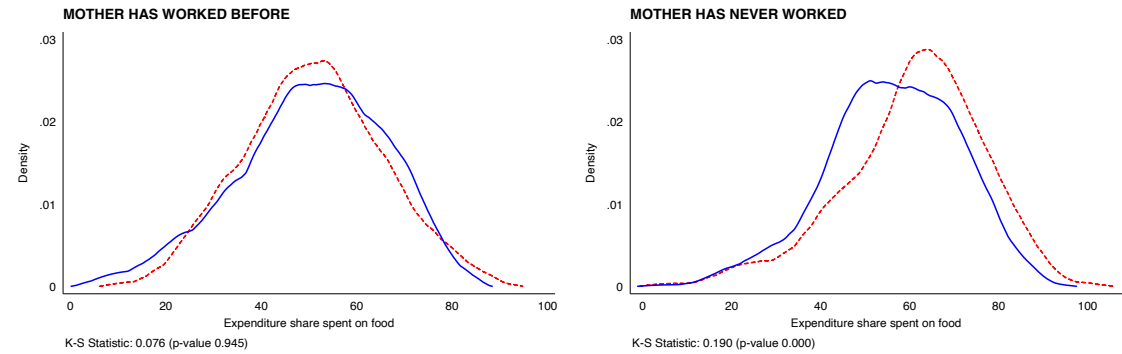 MOTHER HAS WORKED BEFORE
.03
.02
.01
0
Density
0 20 40 60 80 100
Expenditure share spent on food
K-S Statistic: 0.076 (p-value 0.945)
MOTHER HAS NEVER WORKED
.03
.02
.01
0
Density
0 20 40 60 80 100
Expenditure share spent on food
K-S Statistic: 0.190 (p-value 0.000)